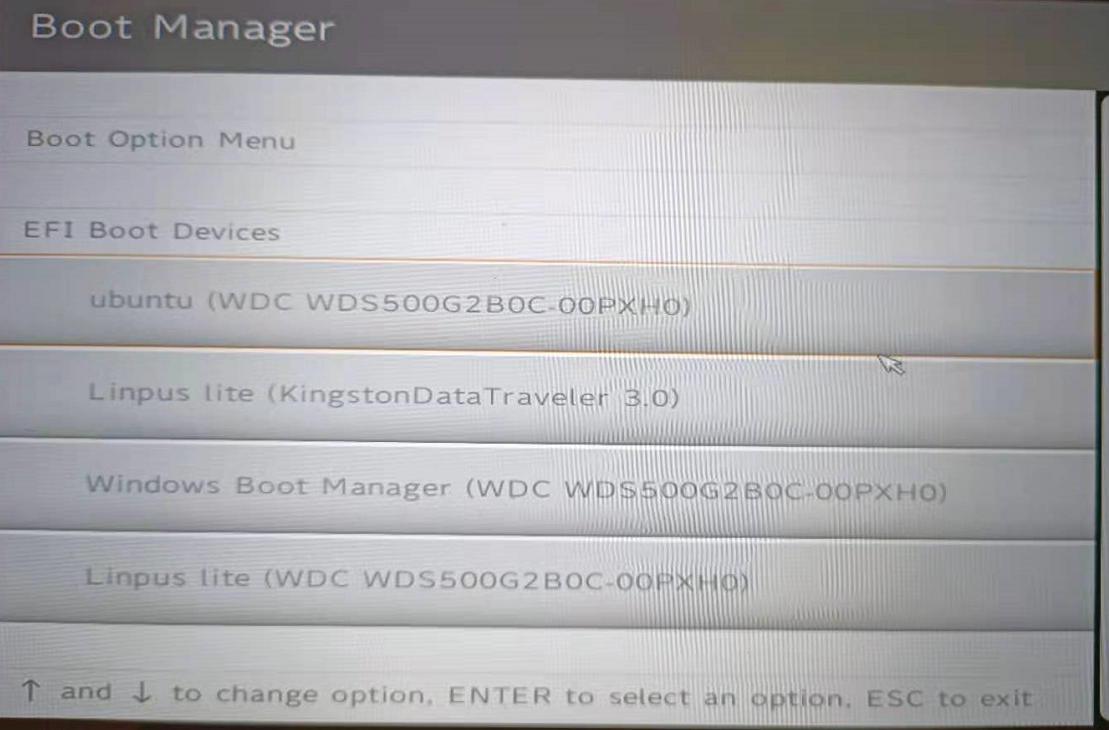 Boot Manager
Boot Option Menu
EFI Boot Devices
ubuntu (WDC WDS500G2B0C-00PXH0)
Linpus lite (KingstonDataTraveler 3.0)
Windows Boot Manager (WDC WDS500G2B0C-00PXH0)
Linpus lite (WDC WDS500G2B0C-00PXH0)
↑ and ↓ to change option, ENTER to select an option, ESC to exit